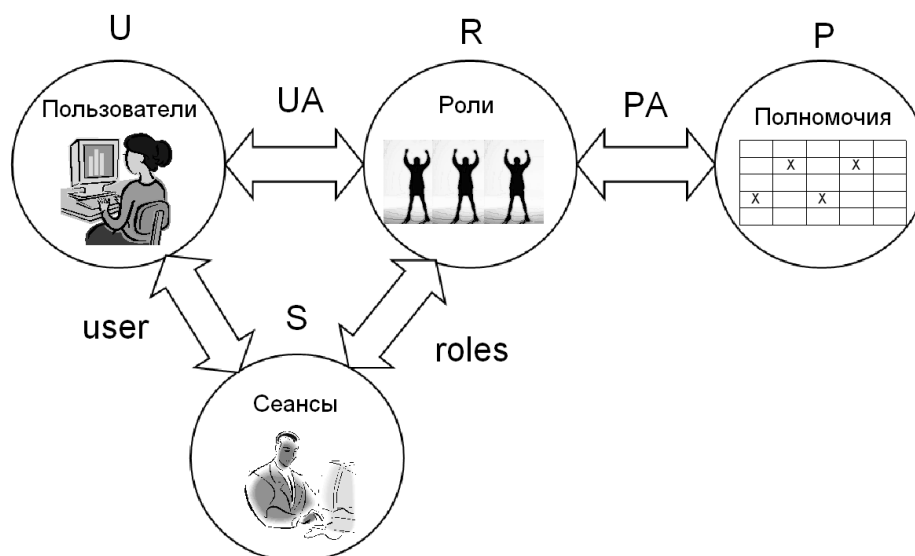 U
R
P
Пользователи
UA
Роли
PA
Полномочия
X
X
X
X
user
S
roles
Сеансы